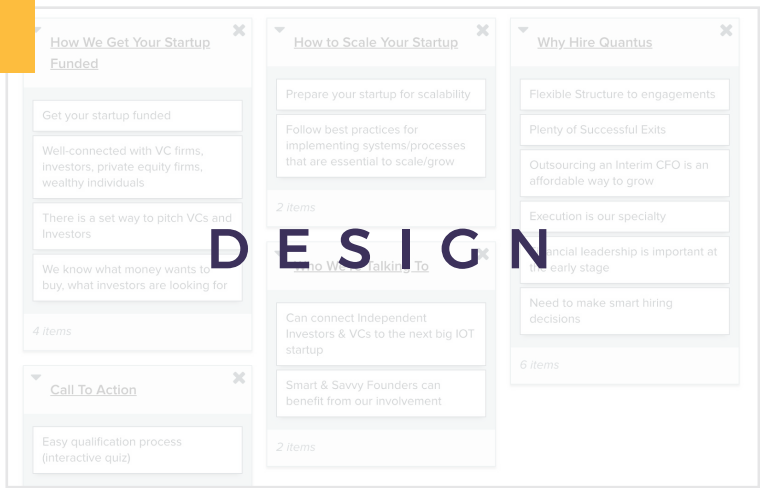 How We Get Your Startup
Funded
Get your startup funded
Well-connected with VC firms,
investors, private equity firms,
wealthy individuals
There is a set way to pitch VCs and
Investors
We know what money wants to
buy, what investors are looking for
4 items
Call To Action
Easy qualification process
(interactive quiz)
How to Scale Your Startup
Prepare your startup for scalability
Follow best practices for
implementing systems/processes
that are essential to scale/grow
2 items
DESIGN
Who We're Talking To
Can connect Independent
Investors & VCs to the next big IOT
startup
Smart & Savvy Founders can
benefit from our involvement
2 items
Why Hire Quantus
Flexible Structure to engagements
Plenty of Successful Exits
Outsourcing an Interim CFO is an
affordable way to grow
Execution is our specialty
Financial leadership is important at
the early stage
Need to make smart hiring
decisions
6 items